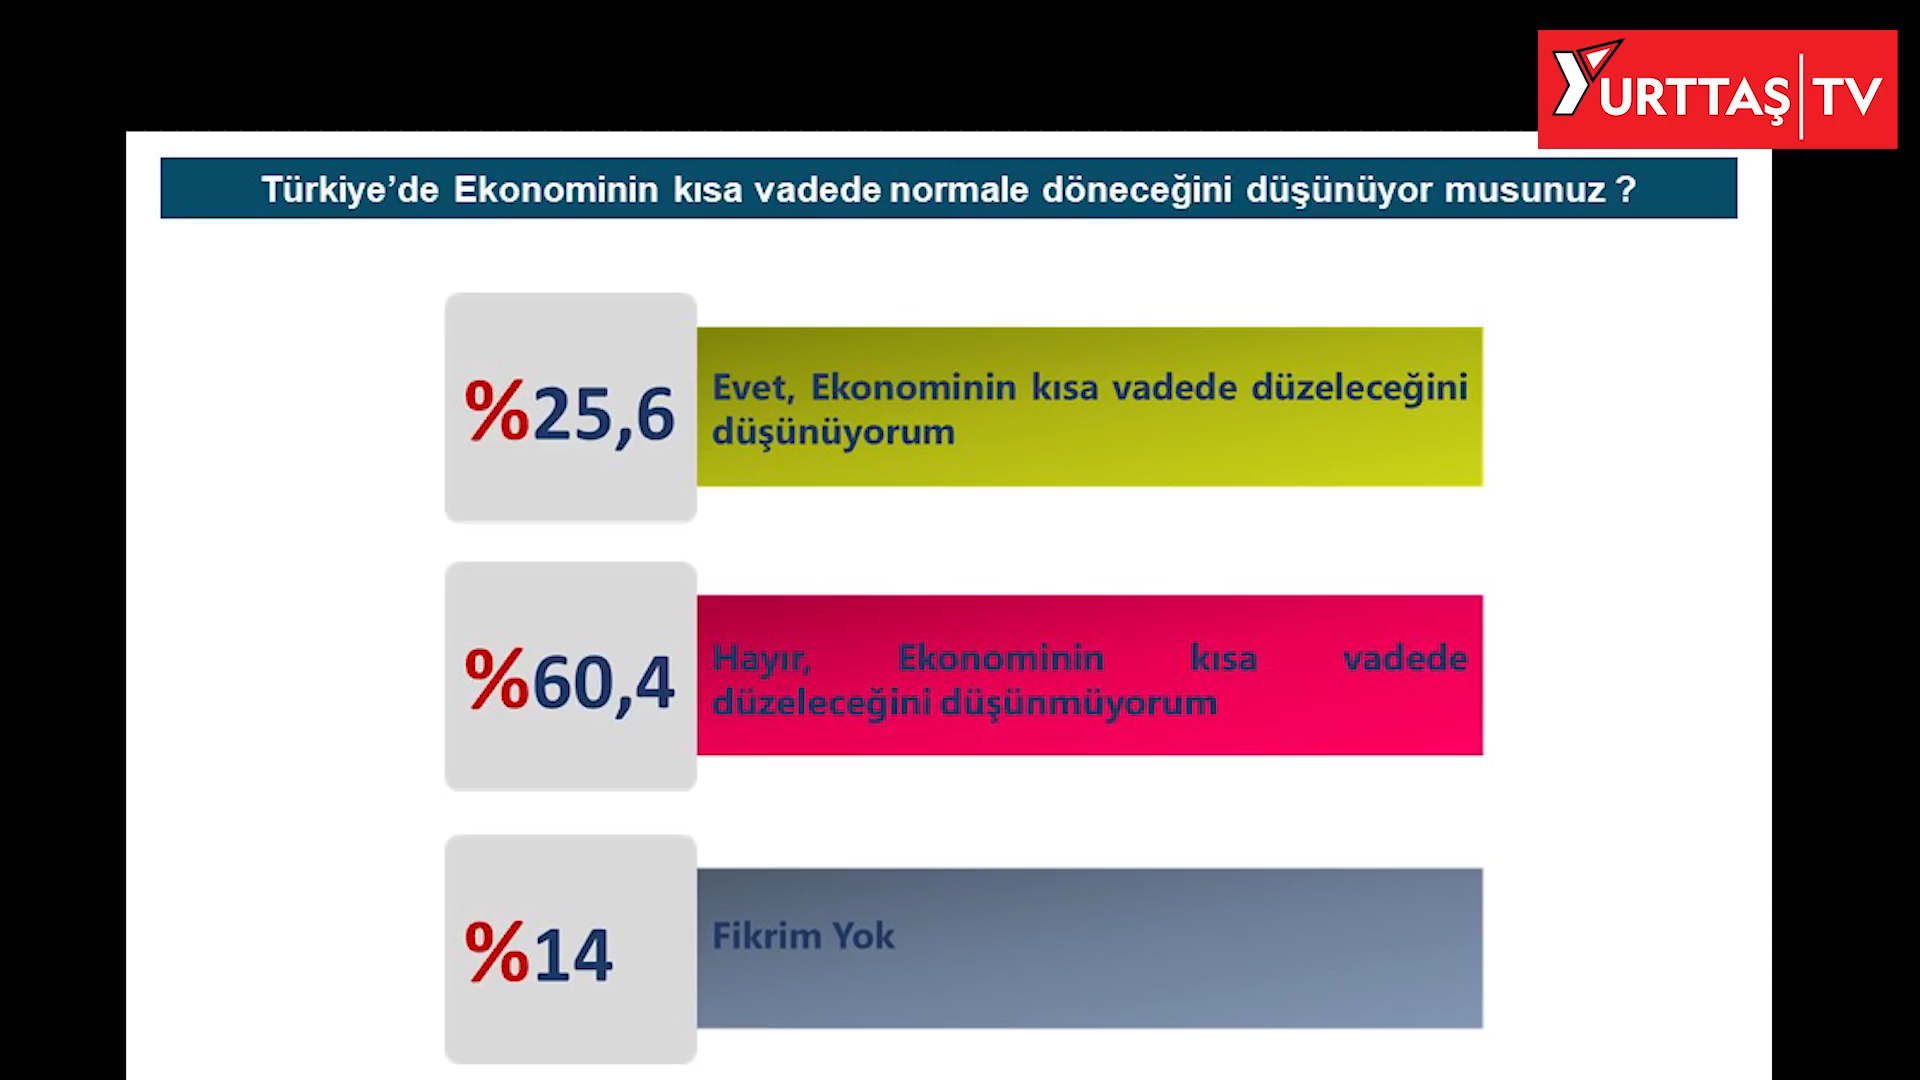 YURTTAŞ TV
Türkiye’de Ekonominin kısa vadede normale döneceğini düşünüyor musunuz ?
%25,6
Evet, Ekonominin kısa vadede düzeleceğini
düşünüyorum
%60,4
Hayır, Ekonominin kısa vadede
düzeleceğini düşünmüyorum
%14
Fikrim Yok